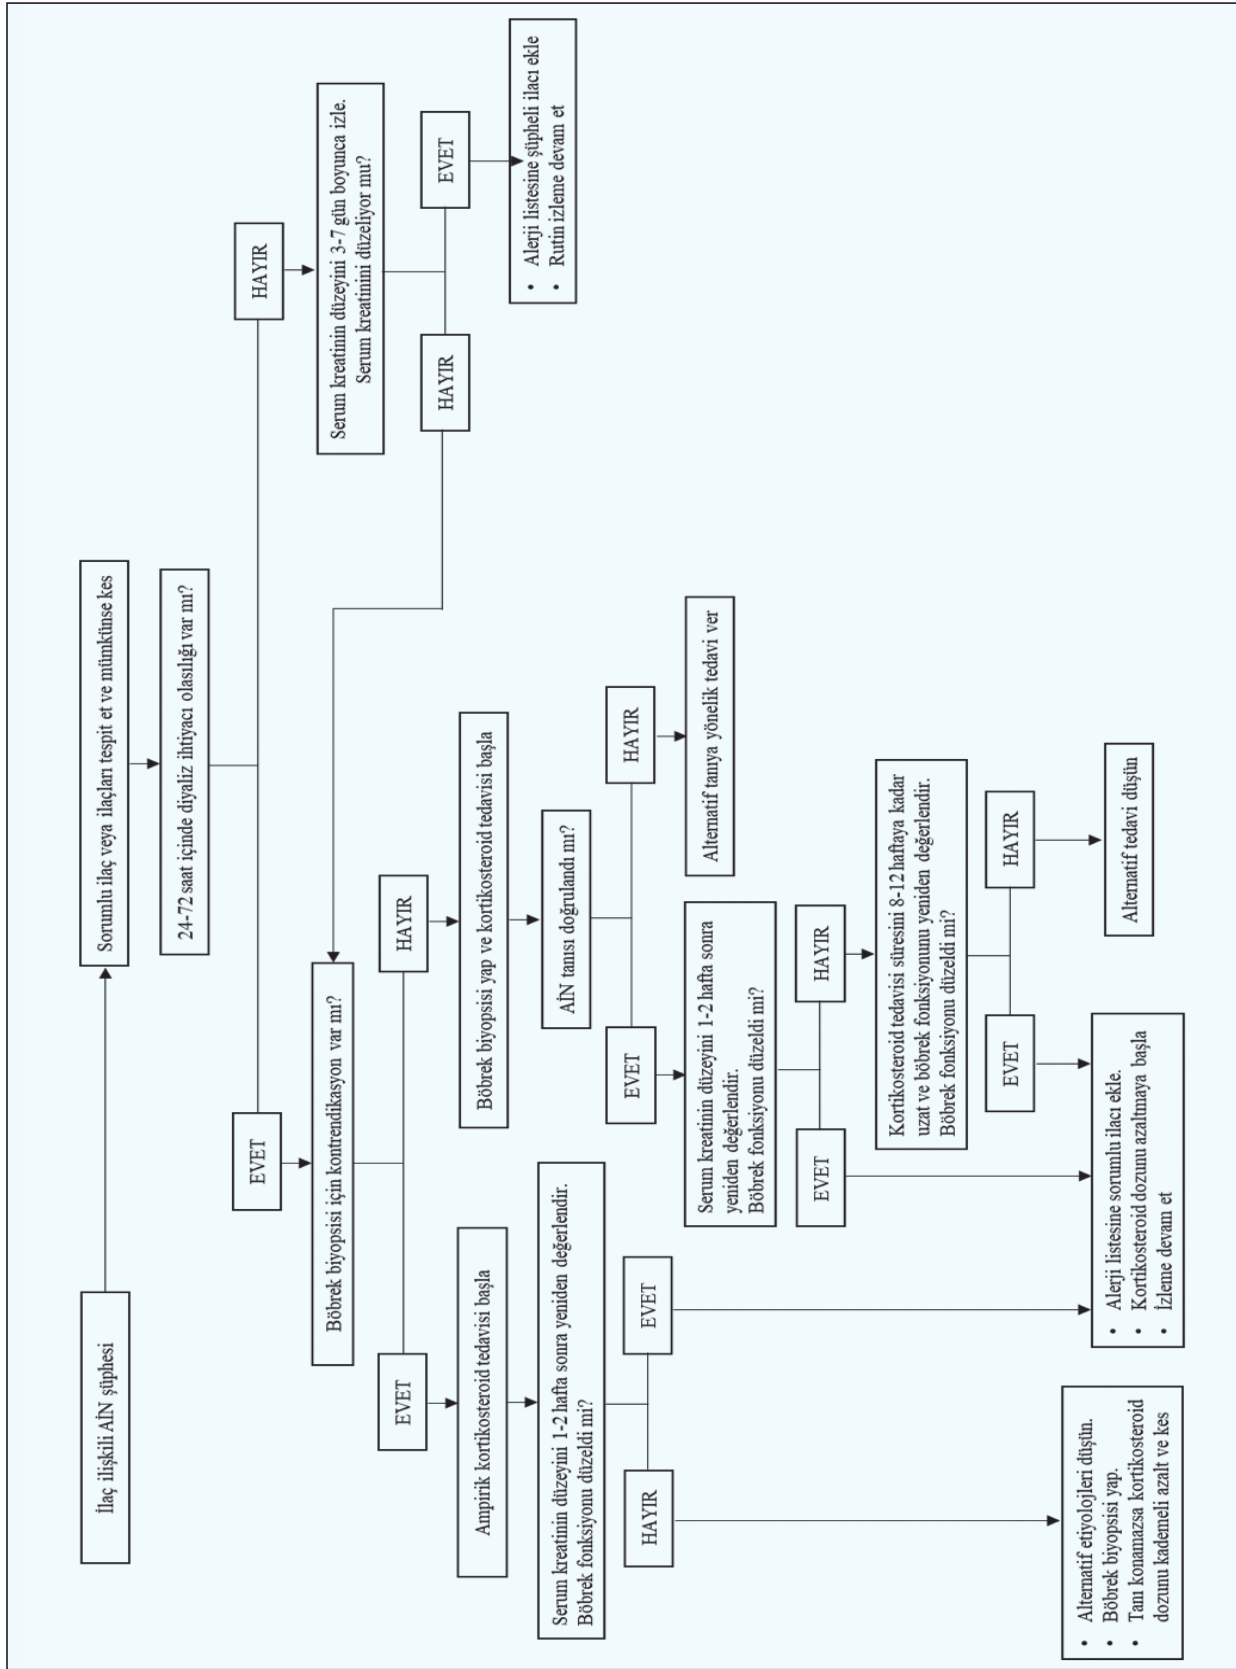 İlaç ilişkili AİN şüphesi
Sorumlu ilaç veya ilaçları tespit et ve mümkünse kes
24-72 saat içinde diyaliz ihtiyacı olasılığı var mı?
EVET
HAYIR
Böbrek biyopsisi için kontrendikasyon var mı?
Serum kreatinin düzeyini 3-7 gün boyunca izle.
Serum kreatinini düzeliyor mu?
EVET
HAYIR
HAYIR
EVET
Ampirik kortikosteroid tedavisi başla
Böbrek biyopsisi yap ve kortikosteroid tedavisi başla
• Alerji listesine şüpheli ilacı ekle
• Rutin izleme devam et
Serum kreatinin düzeyini 1-2 hafta sonra yeniden değerlendir.
Böbrek fonksiyonu düzeldi mi?
AİN tanısı doğrulandı mı?
HAYIR
EVET
EVET
HAYIR
Serum kreatinin düzeyini 1-2 hafta sonra
yeniden değerlendir.
Böbrek fonksiyonu düzeldi mi?
Alternatif tanıya yönelik tedavi ver
EVET
HAYIR
Kortikosteroid tedavisi süresini 8-12 haftaya kadar
uzat ve böbrek fonksiyonunu yeniden değerlendir.
Böbrek fonksiyonu düzeldi mi?
EVET
HAYIR
• Alternatif etiyolojleri düşün.
• Böbrek biyopsisi yap.
• Tanı konamazsa kortikosteroid
dozunu kademeli azalt ve kes
• Alerji listesine sorumlu ilacı ekle.
• Kortikosteroid dozunu azaltmaya başla
• İzleme devam et
Alternatif tedavi düşün